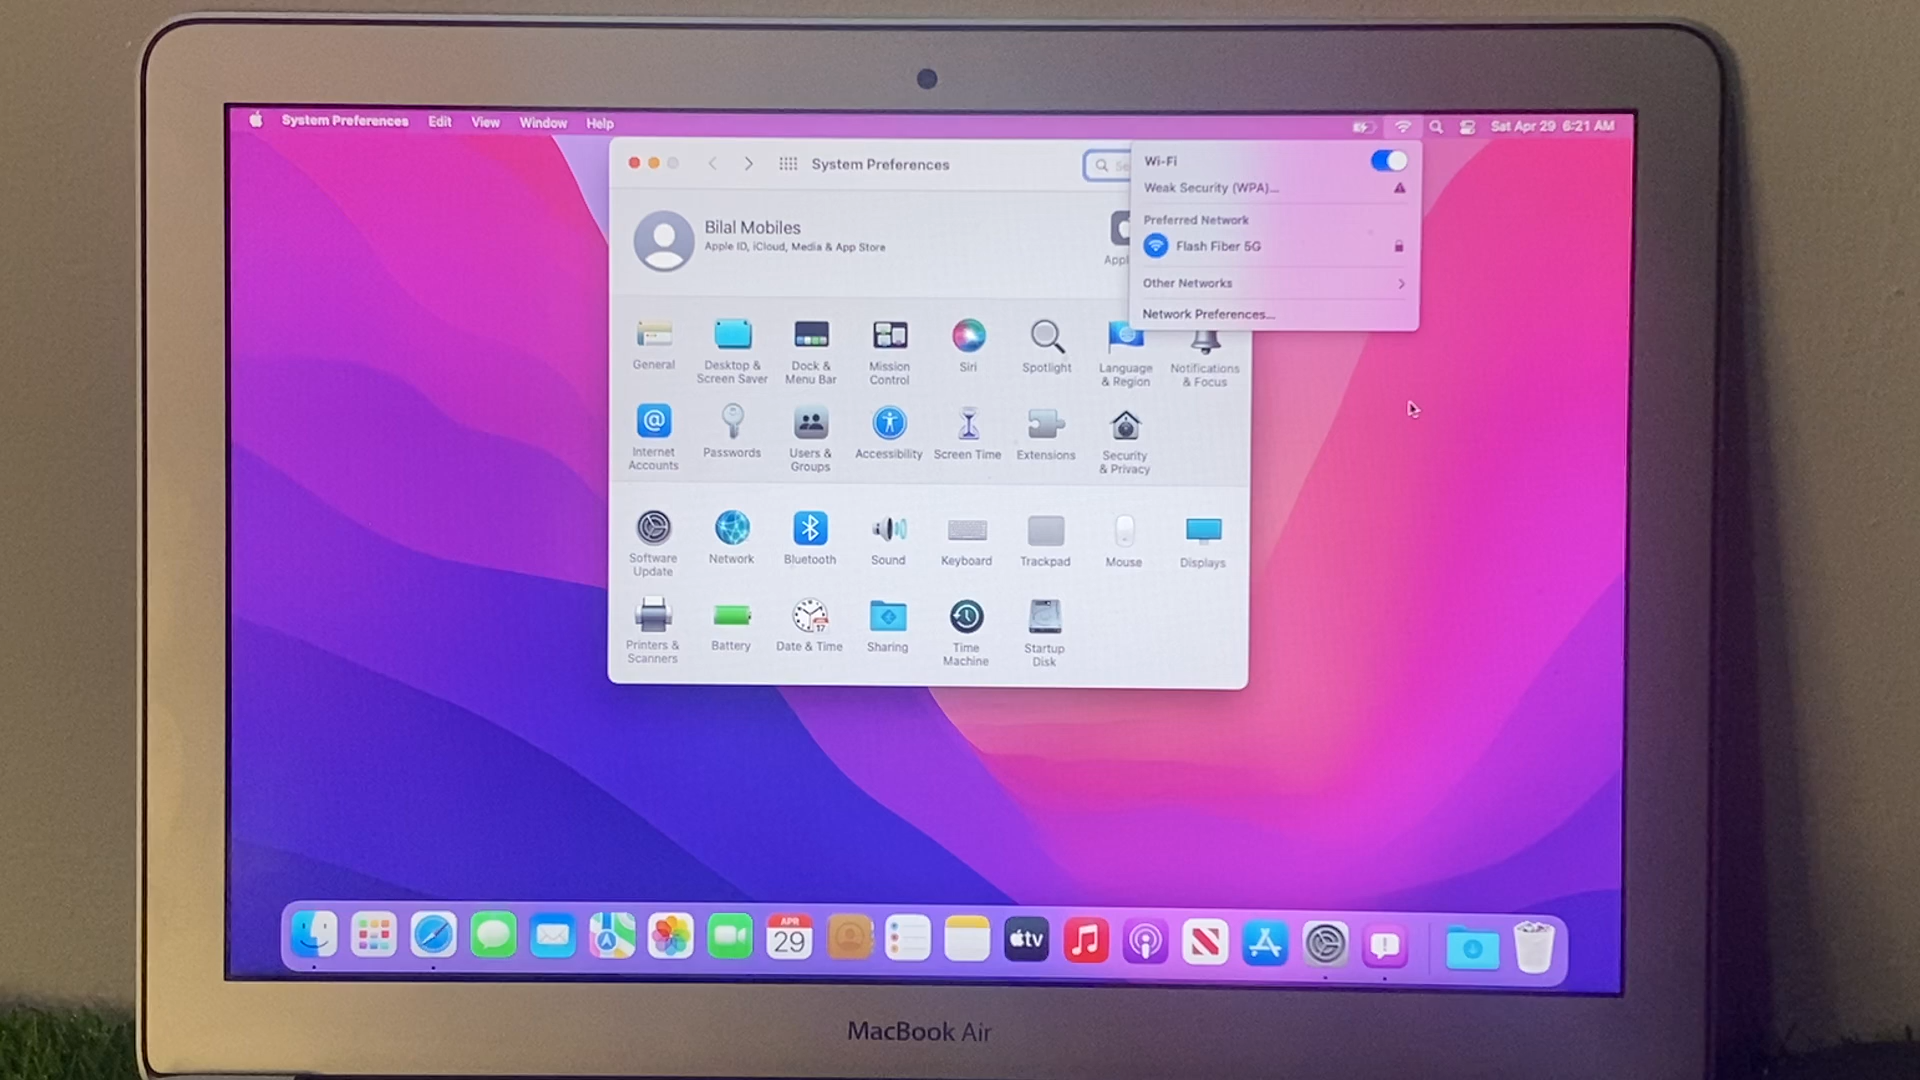 System Preferences Edit View Window Help
Sat Apr 29 6:21 AM
System Preferences
Bilal Mobiles
Apple ID, iCloud, Media & App Store
Wi-Fi
Weak Security (WPA)...
Preferred Network
Flash Fiber 5G
Other Networks
Network Preferences...
General
Desktop &
Screen Saver
Dock &
Menu Bar
Mission
Control
Siri
Spotlight
Language
& Region
Notifications
& Focus
Internet
Accounts
Passwords
Users &
Groups
Accessibility
Screen Time
Extensions
Security
& Privacy
Software
Update
Network
Bluetooth
Sound
Keyboard
Trackpad
Mouse
Displays
Printers &
Scanners
Battery
17
Date & Time
Sharing
Time
Machine
Startup
Disk
APR
29
tv
MacBook Air